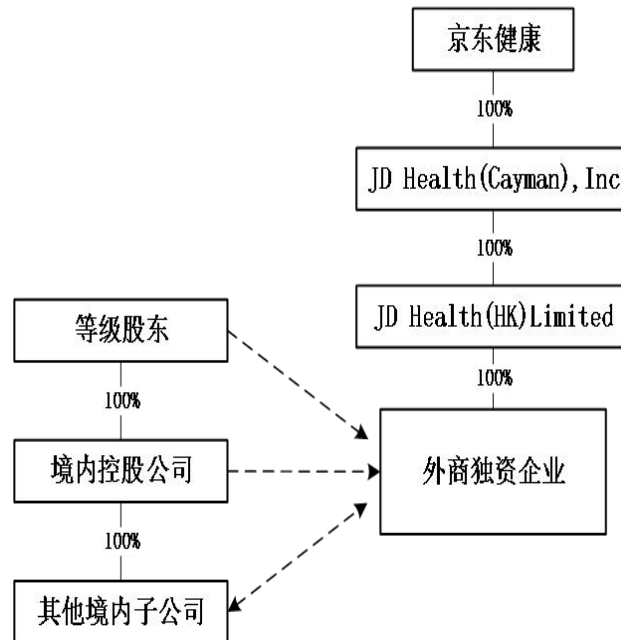 京东健康
100%
JD Health(Cayman),Inc
100%
JD Health(HK)Limited
等级股东
100%
100%
境内控股公司
外商独资企业
100%
其他境内子公司